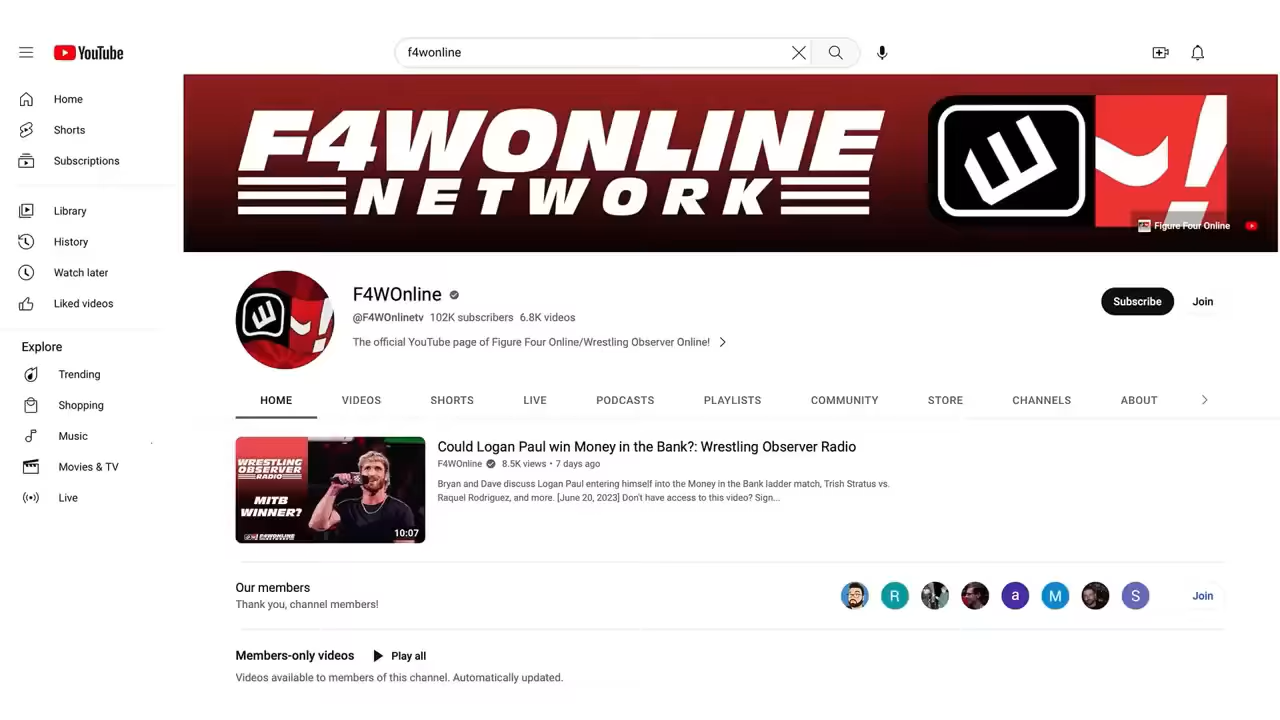 YouTube
f4wonline
Home
Shorts
Subscriptions
Library
History
Watch later
Liked videos
Explore
Trending
Shopping
Music
Movies & TV
Live
F4WONLINE
NETWORK
Figure Four Online
F4WOnline
@F4WOnlinetv 102K subscribers 6.8K videos
The official YouTube page of Figure Four Online/Wrestling Observer Online!
Subscribe
Join
HOME VIDEOS SHORTS LIVE PODCASTS PLAYLISTS COMMUNITY STORE CHANNELS ABOUT
WRESTLING
OBSERVER
RADIO
MITB
WINNER?
F4WONLINE
10:07
Could Logan Paul win Money in the Bank?: Wrestling Observer Radio
F4WOnline 8.5K views • 7 days ago
Bryan and Dave discuss Logan Paul entering himself into the Money in the Bank ladder match, Trish Stratus vs.
Raquel Rodriguez, and more. [June 20, 2023] Don't have access to this video? Sign...
Our members
Thank you, channel members!
R a M S
Join
Members-only videos Play all
Videos available to members of this channel. Automatically updated.